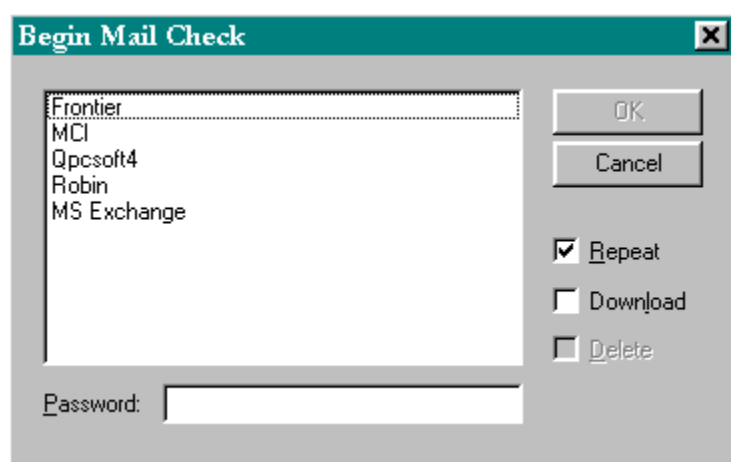 Begin Mail Check
Frontier
MCI
Qpcsoft4
Robin
MS Exchange
OK
Cancel
Repeat
Download
Delete
Password: